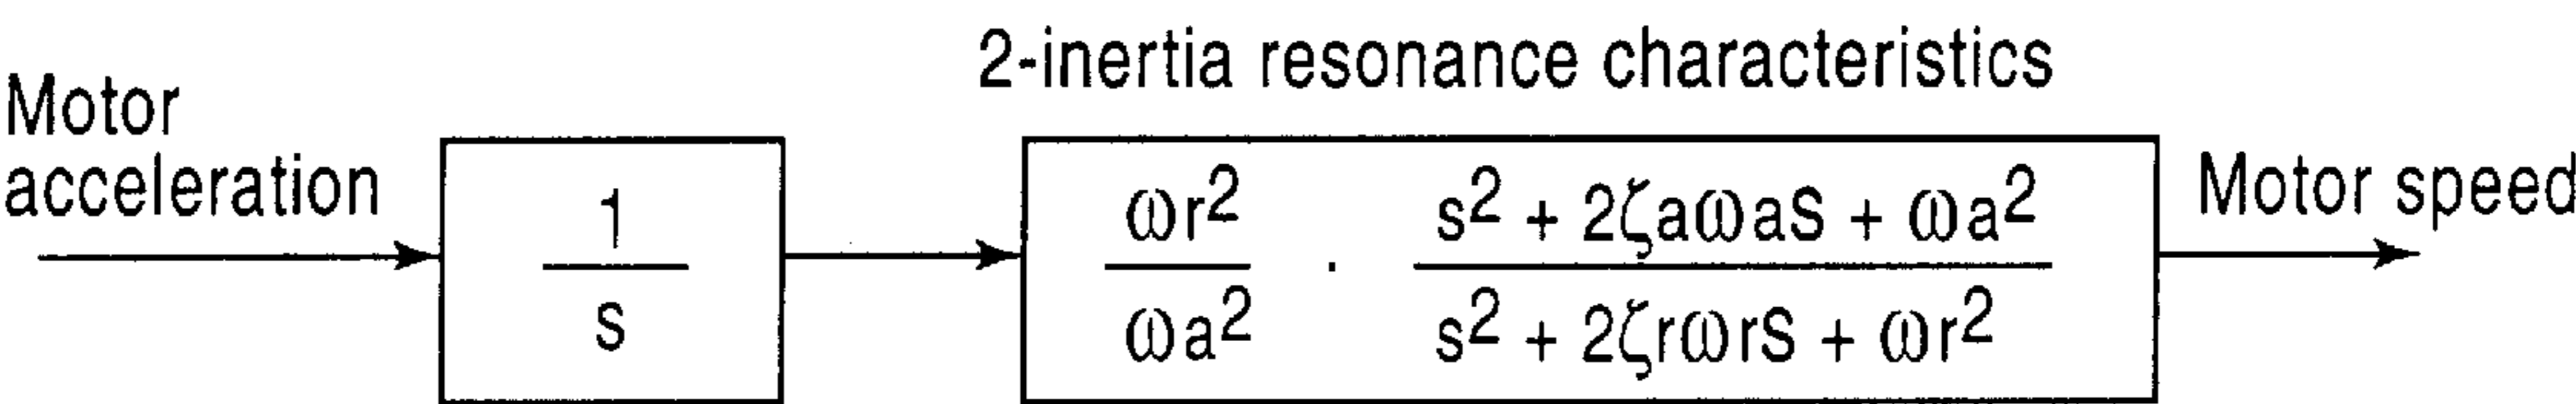 2-inertia resonance characteristics
Motor
acceleration
1
s
ωr²
ωa²
·
s² + 2ζaωaS + ωa²
s² + 2ζrωrS + ωr²
Motor speed